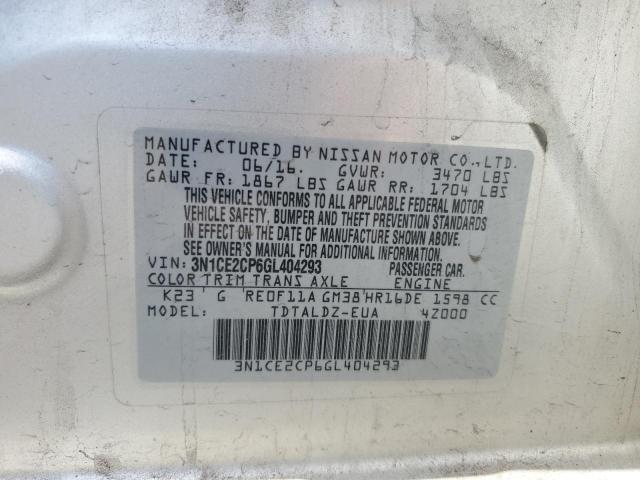 MANUFACTURED BY NISSAN MOTOR CO.,LTD.
DATE: 06/16. GVWR: 3470 LBS
GAWR FR: 1867 LBS GAWR RR: 1704 LBS
THIS VEHICLE CONFORMS TO ALL APPLICABLE FEDERAL MOTOR
VEHICLE SAFETY, BUMPER AND THEFT PREVENTION STANDARDS
IN EFFECT ON THE DATE OF MANUFACTURE SHOWN ABOVE.
SEE OWNER'S MANUAL FOR ADDITIONAL INFORMATION.
VIN: 3N1CE2CP6GL404293 PASSENGER CAR.
COLOR TRIM TRANS AXLE ENGINE
K23 G RE0F11A GM38 HR16DE 1598 CC
MODEL: TDTALDZ-EUA 4Z000
3N1CE2CP6GL404293